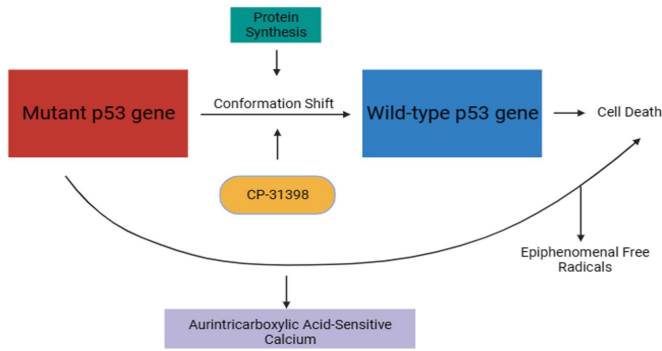 Protein
Synthesis
Mutant p53 gene
Conformation Shift
Wild-type p53 gene
Cell Death
CP-31398
Epiphenomenal Free
Radicals
Aurintricarboxylic Acid-Sensitive
Calcium